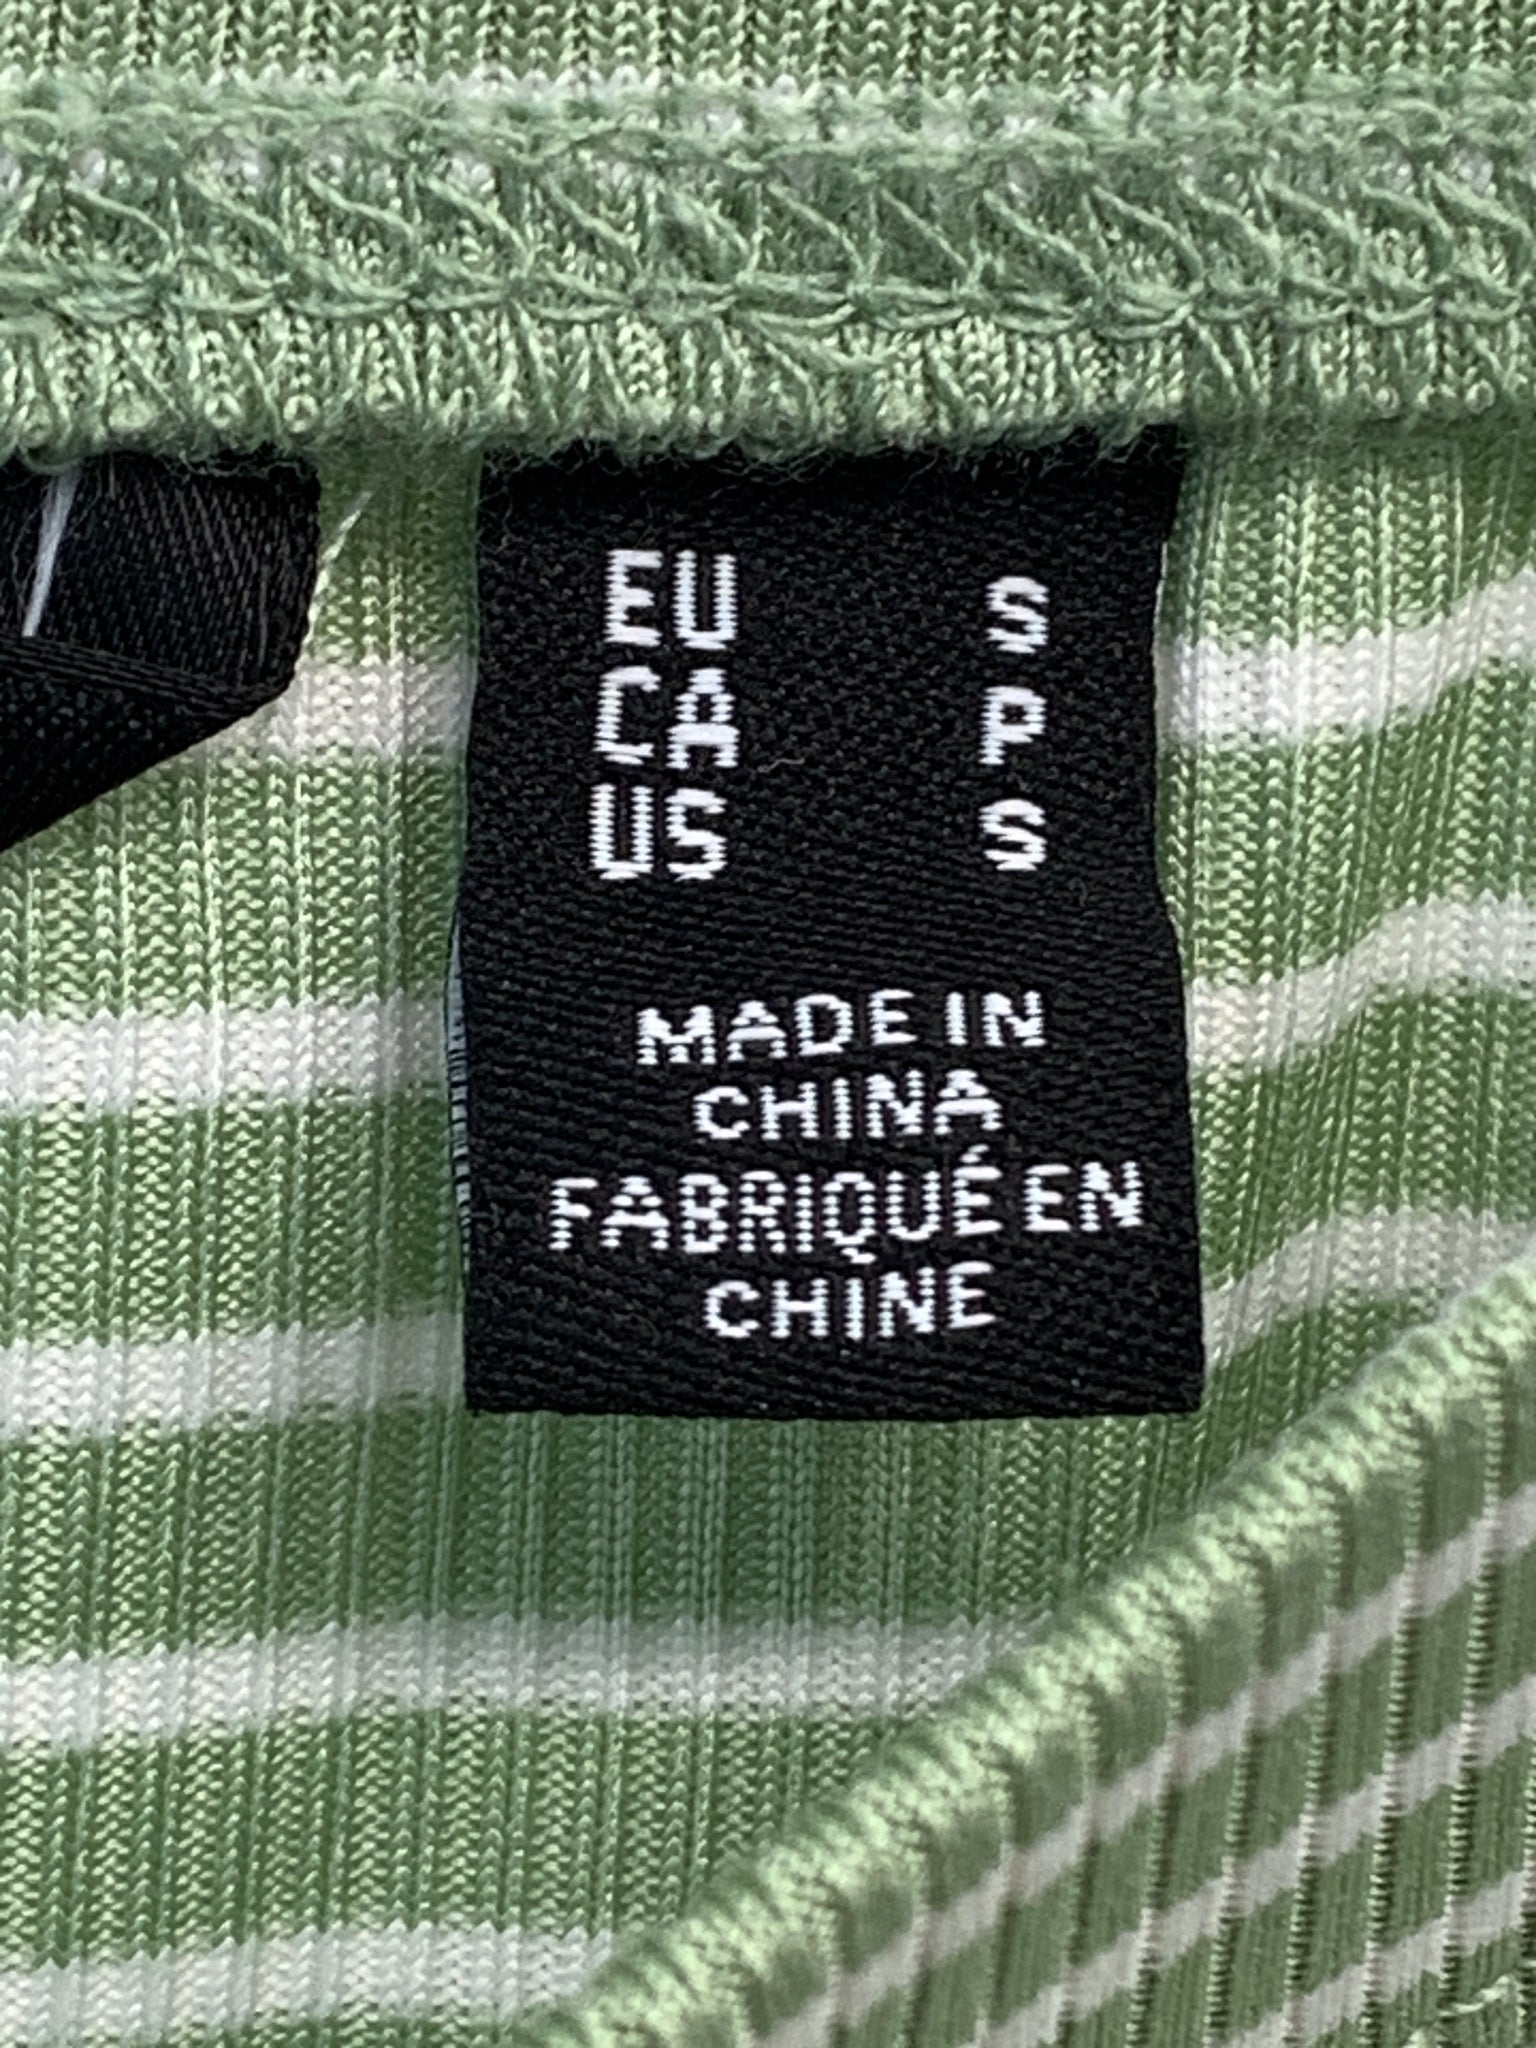 EU S
CA P
US S
MADE IN
CHINA
FABRIQUÉ EN
CHINE